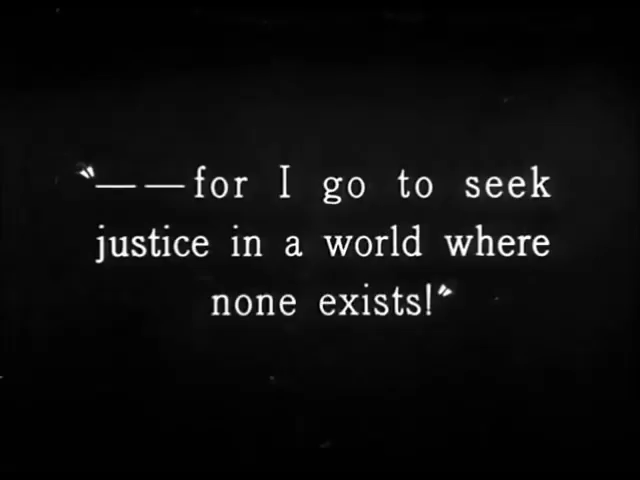 "— —for I go to seek
justice in a world where
none exists!"